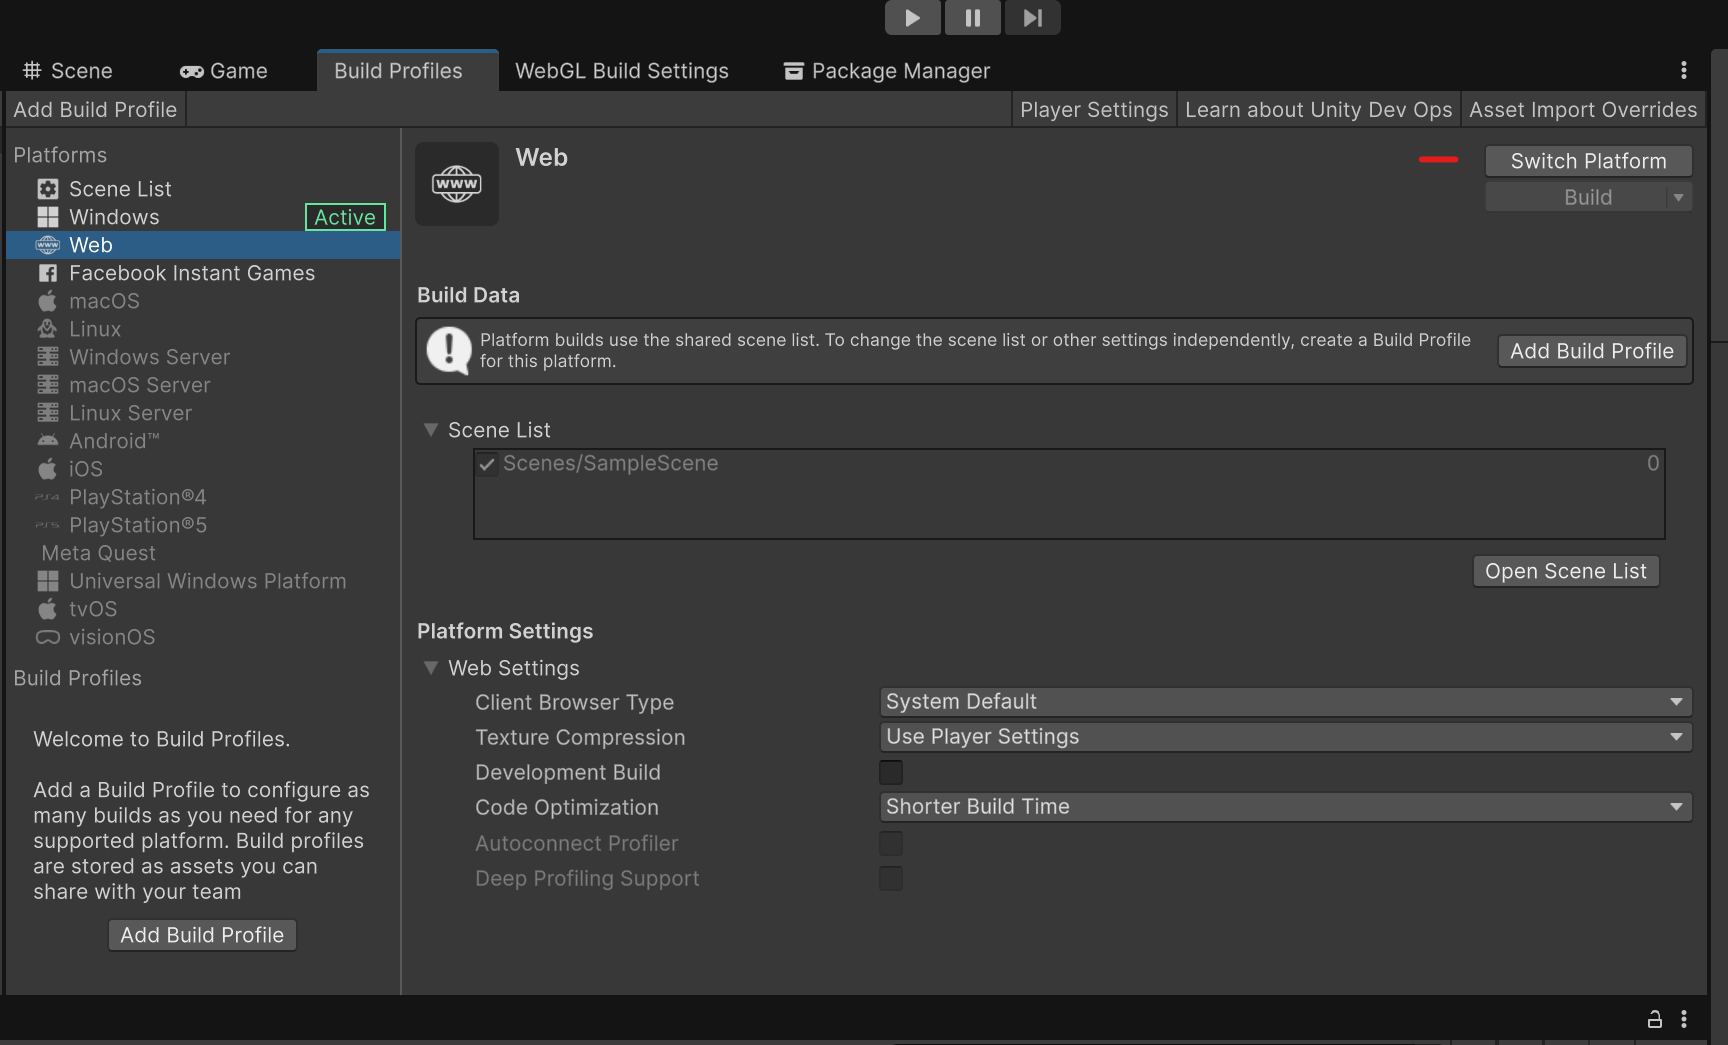 Scene
Game
Build Profiles
WebGL Build Settings
Package Manager
Add Build Profile
Player Settings
Learn about Unity Dev Ops
Asset Import Overrides
Platforms
Scene List
Windows
Active
Web
Facebook Instant Games
macOS
Linux
Windows Server
macOS Server
Linux Server
Android™
iOS
PS4 PlayStation®4
PS5 PlayStation®5
Meta Quest
Universal Windows Platform
tvOS
visionOS
Build Profiles
Welcome to Build Profiles.
Add a Build Profile to configure as
many builds as you need for any
supported platform. Build profiles
are stored as assets you can
share with your team
Add Build Profile
WWW
Web
Switch Platform
Build
Build Data
Platform builds use the shared scene list. To change the scene list or other settings independently, create a Build Profile
for this platform.
Add Build Profile
Scene List
Scenes/SampleScene
0
Open Scene List
Platform Settings
Web Settings
Client Browser Type
System Default
Texture Compression
Use Player Settings
Development Build
Code Optimization
Shorter Build Time
Autoconnect Profiler
Deep Profiling Support